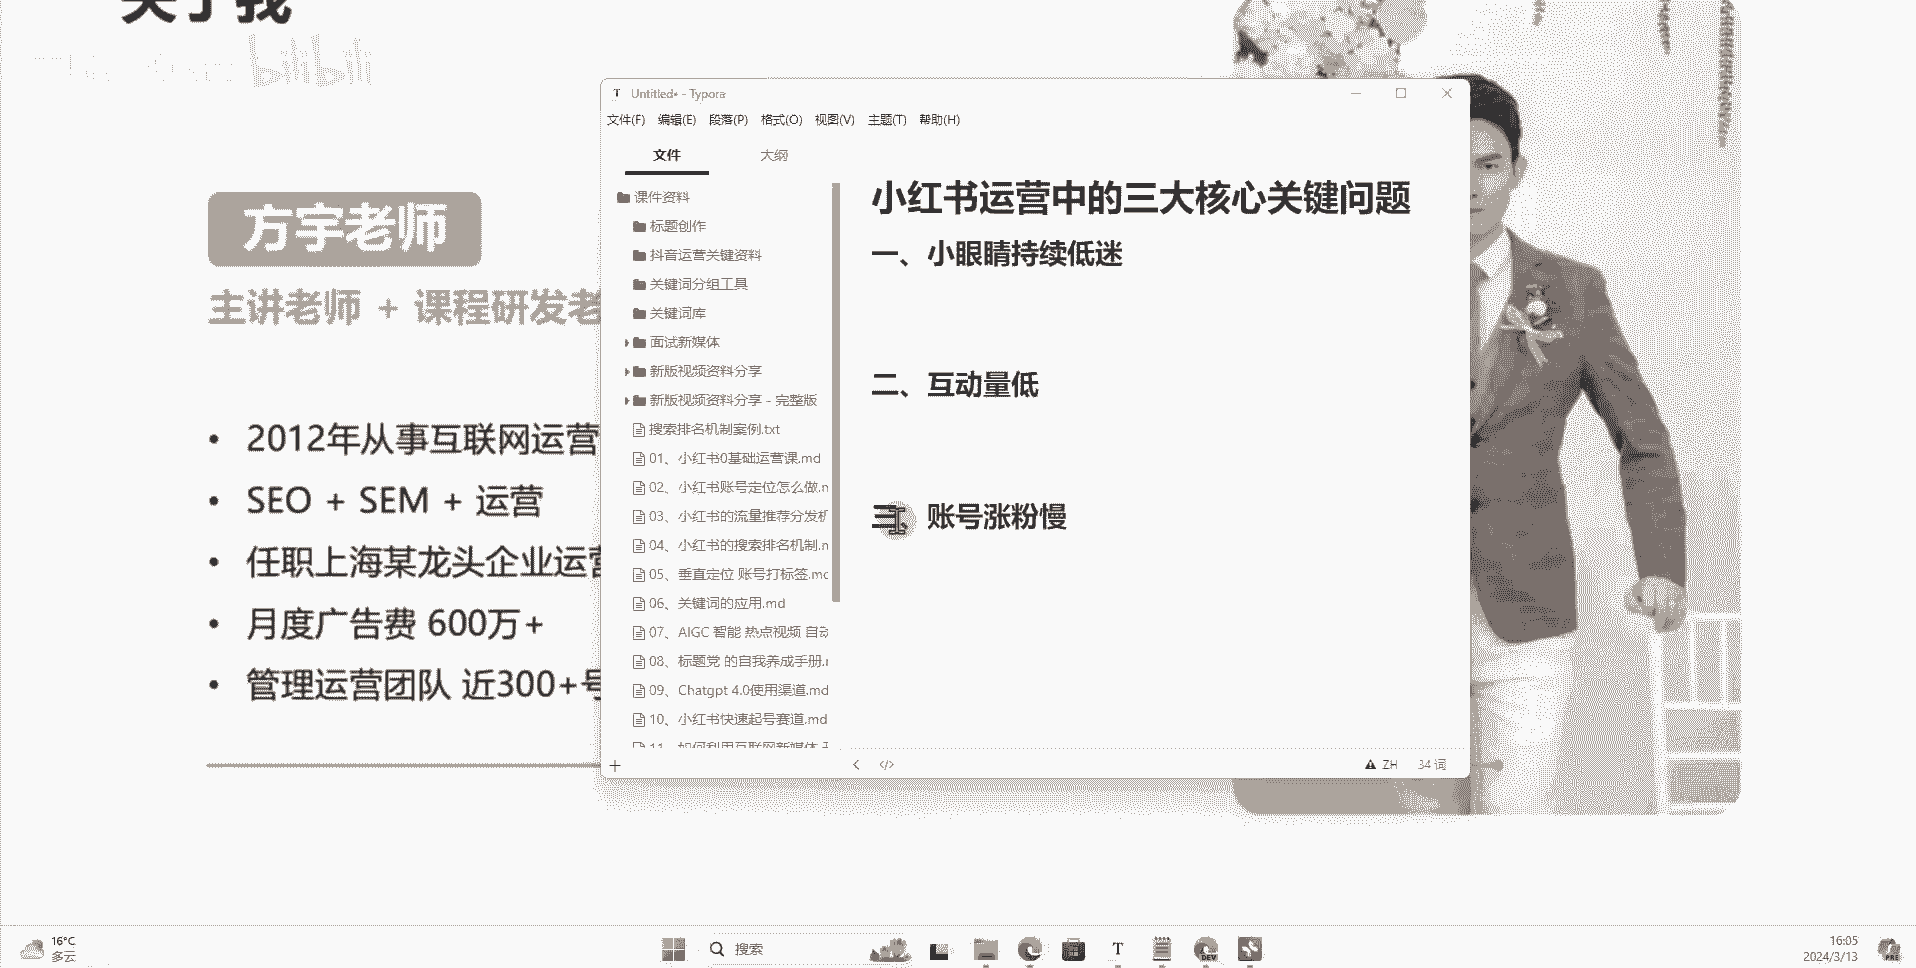 关于我
bilibili
方宇老师
主讲老师 + 课程研发老
2012年从事互联网运营
SEO + SEM + 运营
任职上海某龙头企业运营
月度广告费 600万+
管理运营团队 近300+号
Untitled• - Typora
文件(F) 编辑(E) 段落(P) 格式(O) 视图(V) 主题(T) 帮助(H)
文件 大纲
课件资料
标题创作
抖音运营关键资料
关键词分组工具
关键词库
面试新媒体
新版视频资料分享
新版视频资料分享 - 完整版
搜索排名机制案例.txt
01、小红书0基础运营课.md
02、小红书账号定位怎么做.m
03、小红书的流量推荐分发机
04、小红书的搜索排名机制.m
05、垂直定位 账号打标签.md
06、关键词的应用.md
07、AIGC 智能 热点视频 自动
08、标题党 的自我养成手册.m
09、Chatgpt 4.0使用渠道.md
10、小红书快速起号赛道.md
11、如何利用互联网新媒体
小红书运营中的三大核心关键问题
一、小眼睛持续低迷
二、互动量低
三、账号涨粉慢
ZH 34 词
16°C
多云
搜索
DEV
PRE
16:05
2024/3/13